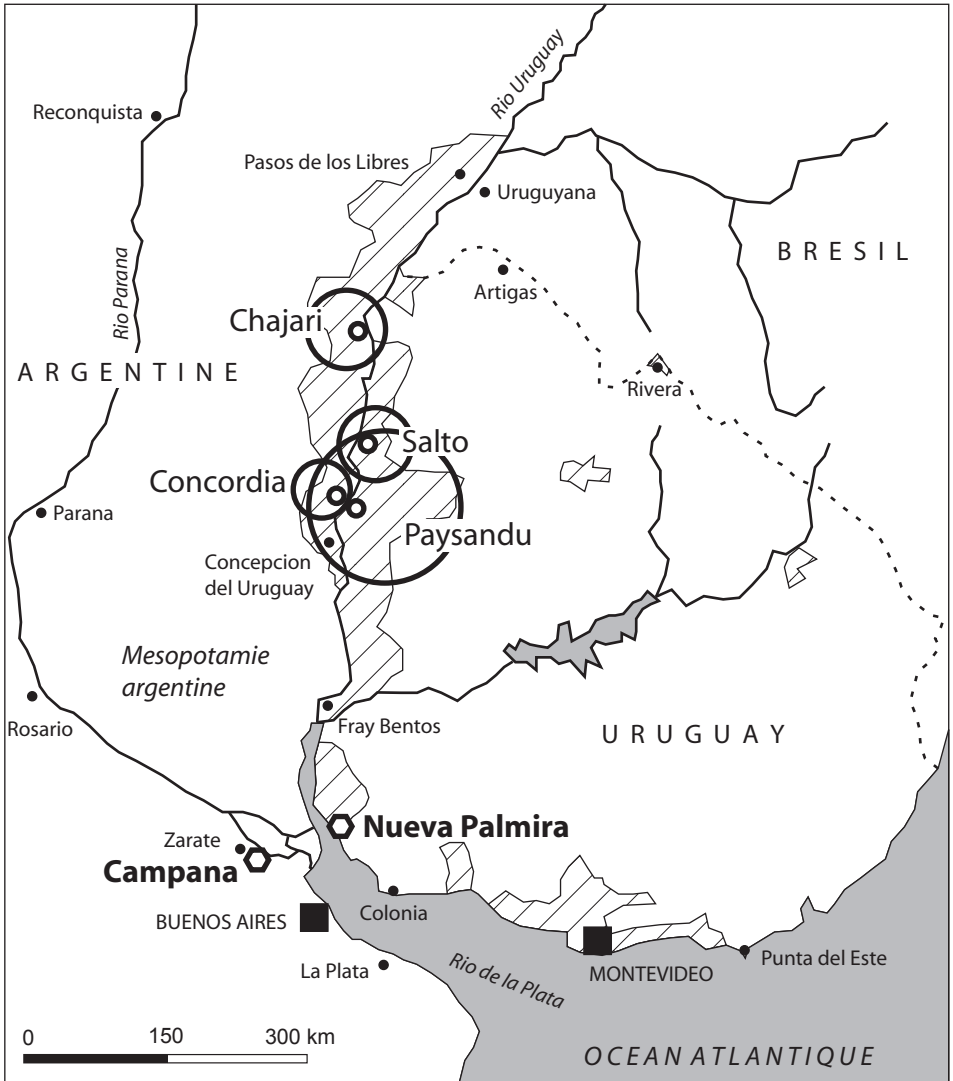 Rio Uruguay
Reconquista
Pasos de los Libres
Uruguyana
BRESIL
Rio Parana
Artigas
Chajari
ARGENTINE
Rivera
Salto
Concordia
Parana
Paysandu
Concepcion
del Uruguay
Mesopotamie
argentine
Rosario
Fray Bentos
URUGUAY
Nueva Palmira
Zarate
Campana
Colonia
BUENOS AIRES
Punta del Este
La Plata
Rio de la Plata
MONTEVIDEO
0 150 300 km
OCEAN ATLANTIQUE